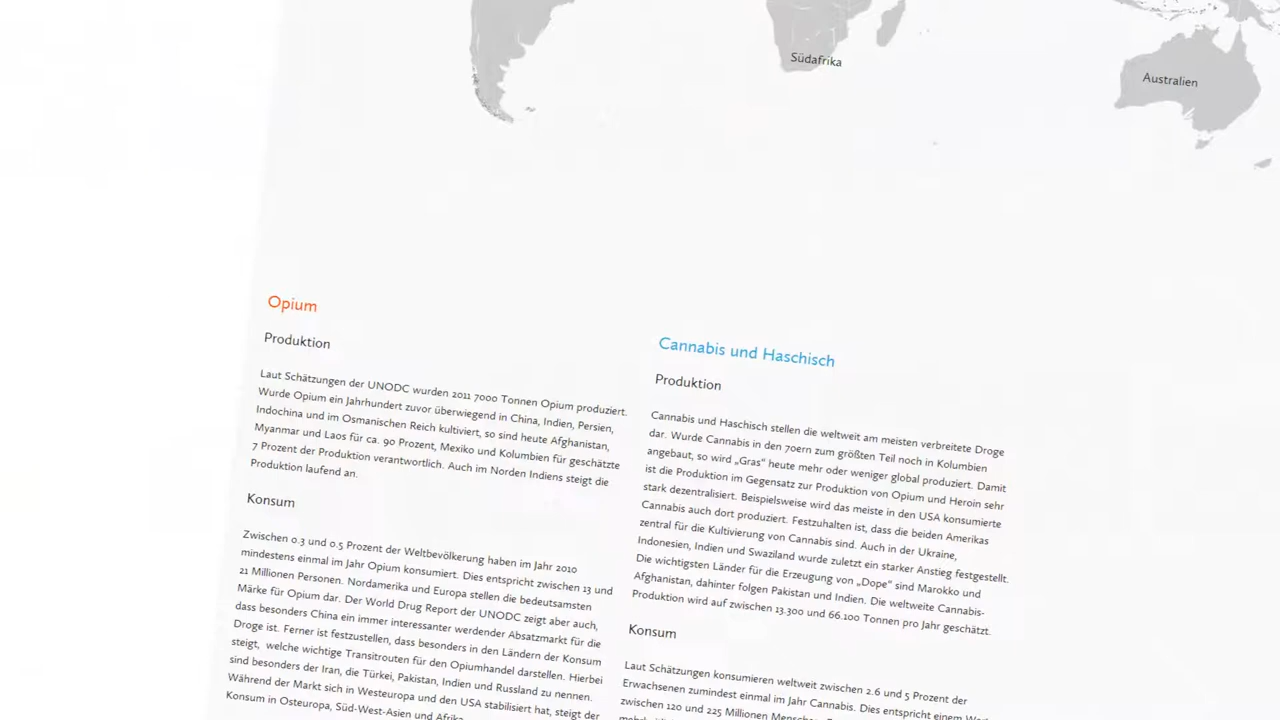 Südafrika
Australien
Opium
Produktion
Laut Schätzungen der UNODC wurden 2011 7000 Tonnen Opium produziert.
Wurde Opium ein Jahrhundert zuvor überwiegend in China, Indien, Persien,
Indochina und im Osmanischen Reich kultiviert, so sind heute Afghanistan,
Myanmar und Laos für ca. 90 Prozent, Mexiko und Kolumbien für geschätzte
7 Prozent der Produktion verantwortlich. Auch im Norden Indiens steigt die
Produktion laufend an.
Konsum
Zwischen 0.3 und 0.5 Prozent der Weltbevölkerung haben im Jahr 2010
mindestens einmal im Jahr Opium konsumiert. Dies entspricht zwischen 13 und
21 Millionen Personen. Nordamerika und Europa stellen die bedeutsamsten
Märke für Opium dar. Der World Drug Report der UNODC zeigt aber auch,
dass besonders China ein immer interessanter werdender Absatzmarkt für die
Droge ist. Ferner ist festzustellen, dass besonders in den Ländern der Konsum
steigt, welche wichtige Transitrouten für den Opiumhandel darstellen. Hierbei
sind besonders der Iran, die Türkei, Pakistan, Indien und Russland zu nennen.
Während der Markt sich in Westeuropa und den USA stabilisiert hat, steigt der
Konsum in Osteuropa, Süd-West-Asien und Afrika
Cannabis und Haschisch
Produktion
Cannabis und Haschisch stellen die weltweit am meisten verbreitete Droge
dar. Wurde Cannabis in den 70ern zum größten Teil noch in Kolumbien
angebaut, so wird „Gras“ heute mehr oder weniger global produziert. Damit
ist die Produktion im Gegensatz zur Produktion von Opium und Heroin sehr
stark dezentralisiert. Beispielsweise wird das meiste in den USA konsumierte
Cannabis auch dort produziert. Festzuhalten ist, dass die beiden Amerikas
zentral für die Kultivierung von Cannabis sind. Auch in der Ukraine,
Indonesien, Indien und Swaziland wurde zuletzt ein starker Anstieg festgestellt.
Die wichtigsten Länder für die Erzeugung von „Dope“ sind Marokko und
Afghanistan, dahinter folgen Pakistan und Indien. Die weltweite Cannabis-
Produktion wird auf zwischen 13.300 und 66.100 Tonnen pro Jahr geschätzt.
Konsum
Laut Schätzungen konsumieren weltweit zwischen 2.6 und 5 Prozent der
Erwachsenen zumindest einmal im Jahr Cannabis. Dies entspricht einem
zwischen 120 und 225 Millionen